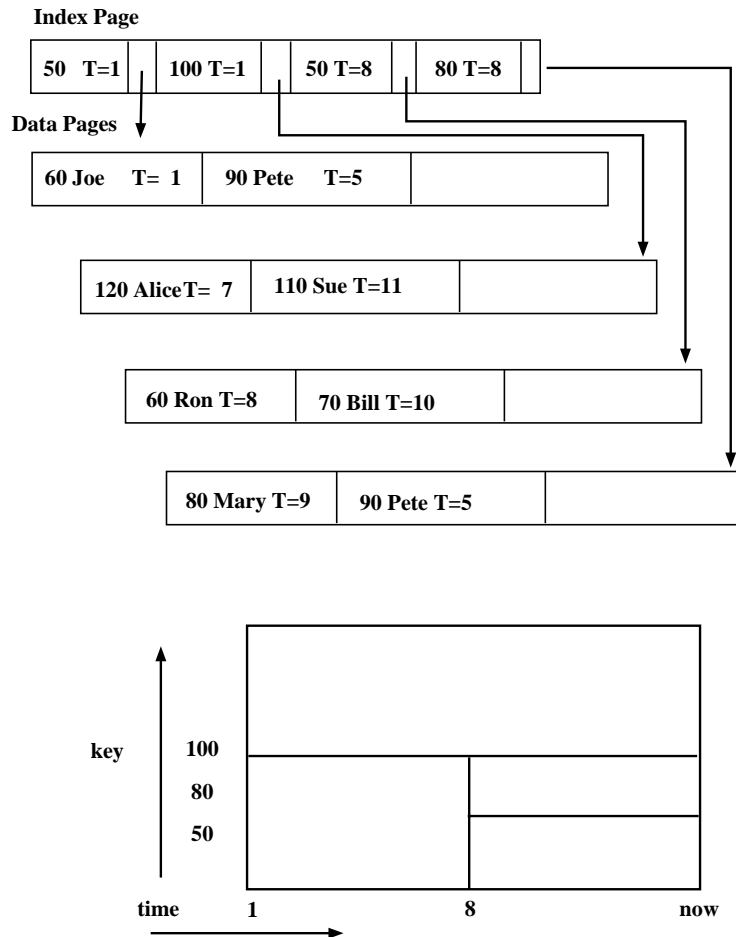 Index Page
50 T=1 100 T=1 50 T=8 80 T=8
Data Pages
60 Joe T= 1 90 Pete T=5
120 Alice T= 7 110 Sue T=11
60 Ron T=8 70 Bill T=10
80 Mary T=9 90 Pete T=5
key
100
80
50
time 1 8 now